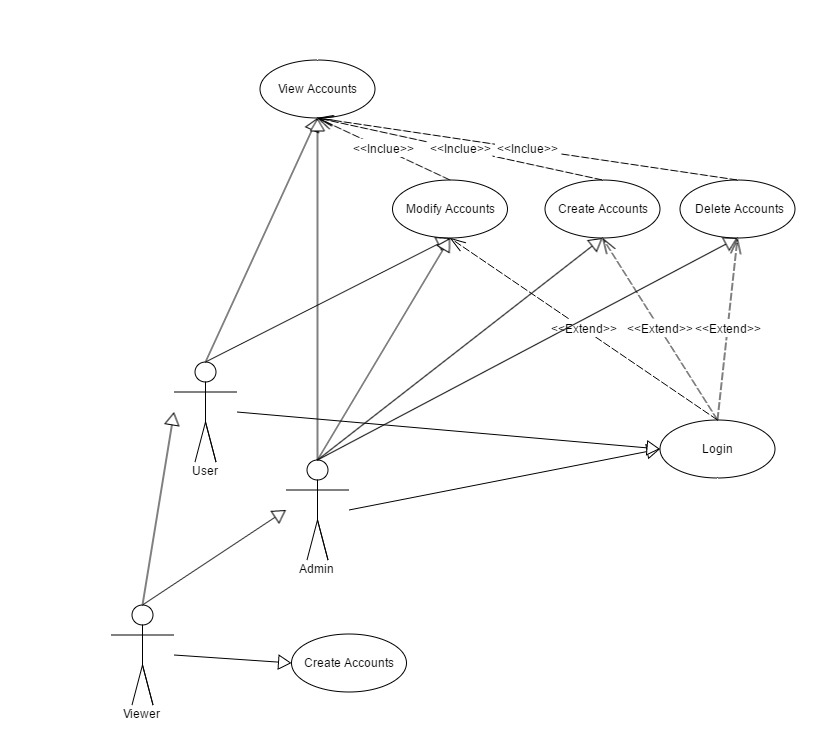 View Accounts
<<Inclue>> <<Inclue>> <<Inclue>>
Modify Accounts
Create Accounts
Delete Accounts
<<Extend>> <<Extend>> <<Extend>>
Login
User
Admin
Create Accounts
Viewer